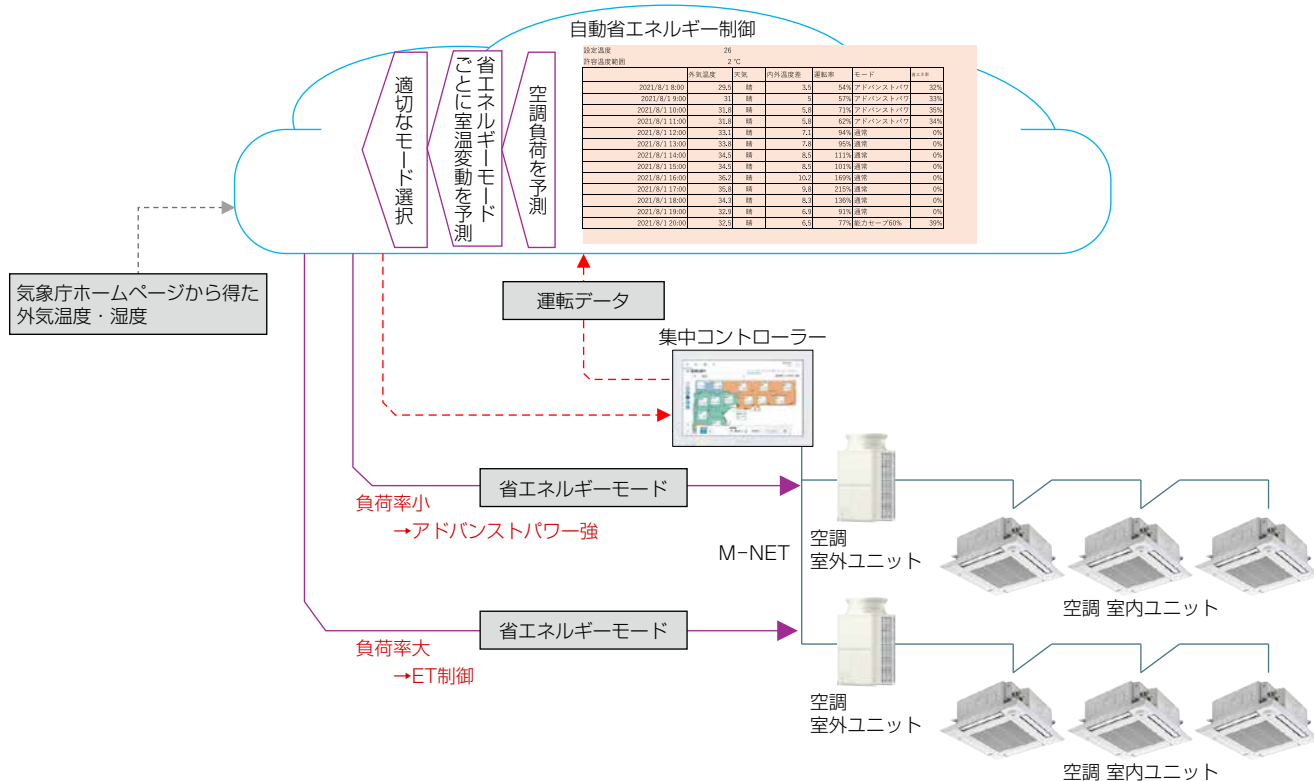 自動省エネルギー制御
設定温度 26
許容温度範囲 2 ℃
外気温度 天気 内外温度差 運転率 モード 省エネ率
2021/8/1 8:00 29.5 晴 3.5 54% アドバンストパワ 32%
2021/8/1 9:00 31 晴 5 57% アドバンストパワ 33%
2021/8/1 10:00 31.8 晴 5.8 71% アドバンストパワ 35%
2021/8/1 11:00 31.8 晴 5.8 62% アドバンストパワ 34%
2021/8/1 12:00 33.1 晴 7.1 94% 通常 0%
2021/8/1 13:00 33.8 晴 7.8 95% 通常 0%
2021/8/1 14:00 34.5 晴 8.5 111% 通常 0%
2021/8/1 15:00 34.5 晴 8.5 101% 通常 0%
2021/8/1 16:00 36.2 晴 10.2 169% 通常 0%
2021/8/1 17:00 35.8 晴 9.8 215% 通常 0%
2021/8/1 18:00 34.3 晴 8.3 136% 通常 0%
2021/8/1 19:00 32.9 晴 6.9 91% 通常 0%
2021/8/1 20:00 32.5 晴 6.5 77% 能力セーブ60% 39%
空調負荷を予測
省エネルギーモード
ごとに室温変動を予測
適切なモード選択
気象庁ホームページから得た
外気温度・湿度
運転データ
集中コントローラー
省エネルギーモード
負荷率小
→アドバンストパワー強
M-NET
空調
室外ユニット
空調 室内ユニット
省エネルギーモード
負荷率大
→ET制御
空調
室外ユニット
空調 室内ユニット